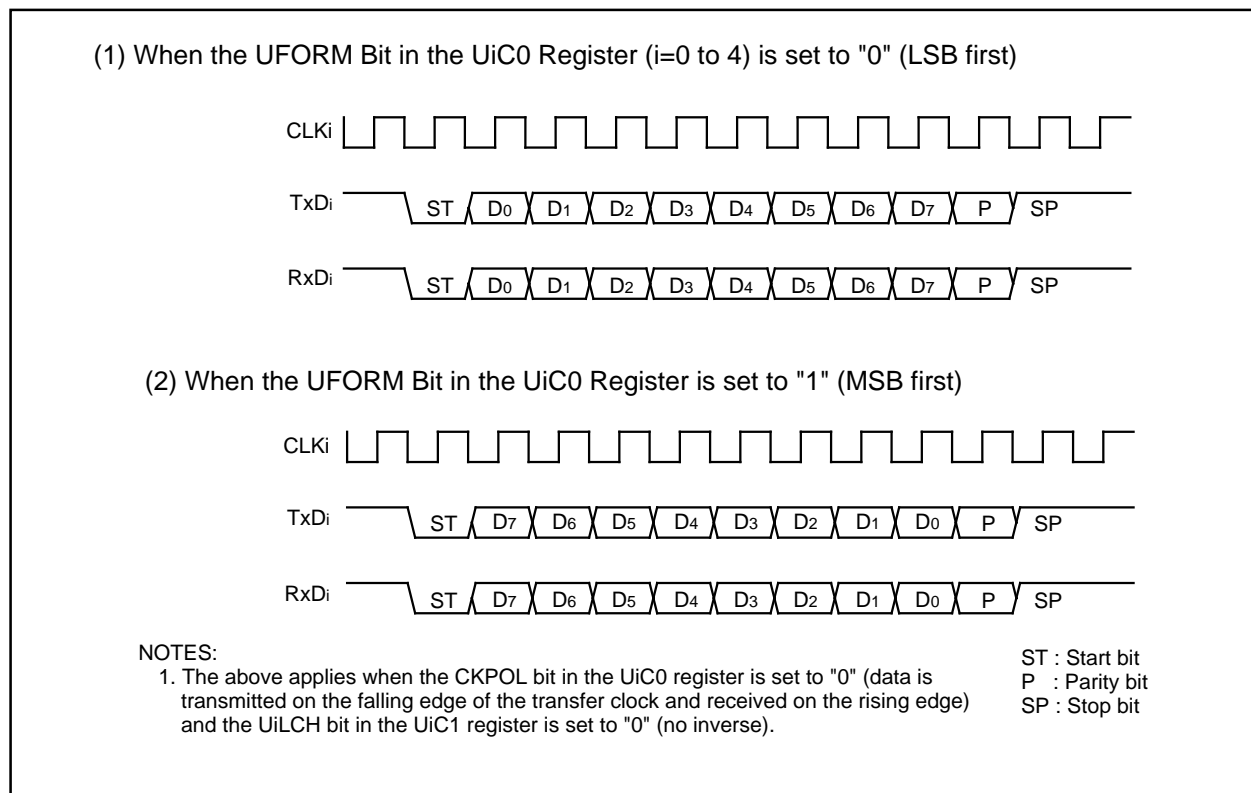 (1) When the UFORM Bit in the UiC0 Register (i=0 to 4) is set to "0" (LSB first)
CLKi
TxDi ST D0 D1 D2 D3 D4 D5 D6 D7 P SP
RxDi ST D0 D1 D2 D3 D4 D5 D6 D7 P SP
(2) When the UFORM Bit in the UiC0 Register is set to "1" (MSB first)
CLKi
TxDi ST D7 D6 D5 D4 D3 D2 D1 D0 P SP
RxDi ST D7 D6 D5 D4 D3 D2 D1 D0 P SP
NOTES:
1. The above applies when the CKPOL bit in the UiC0 register is set to "0" (data is
transmitted on the falling edge of the transfer clock and received on the rising edge)
and the UiLCH bit in the UiC1 register is set to "0" (no inverse).
ST : Start bit
P : Parity bit
SP : Stop bit